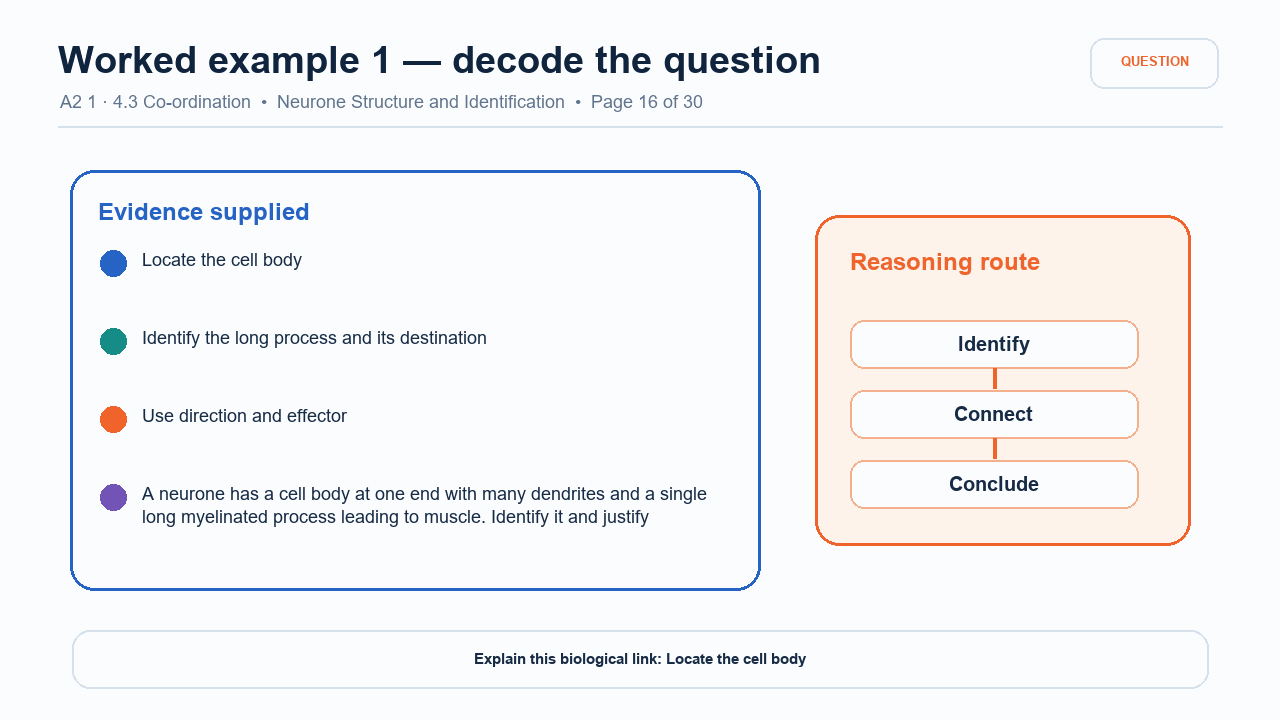 Worked example 1 — decode the question
QUESTION
A2 1 · 4.3 Co-ordination • Neurone Structure and Identification • Page 16 of 30
Evidence supplied
Locate the cell body
Identify the long process and its destination
Use direction and effector
A neurone has a cell body at one end with many dendrites and a single
long myelinated process leading to muscle. Identify it and justify
Reasoning route
Identify
Connect
Conclude
Explain this biological link: Locate the cell body